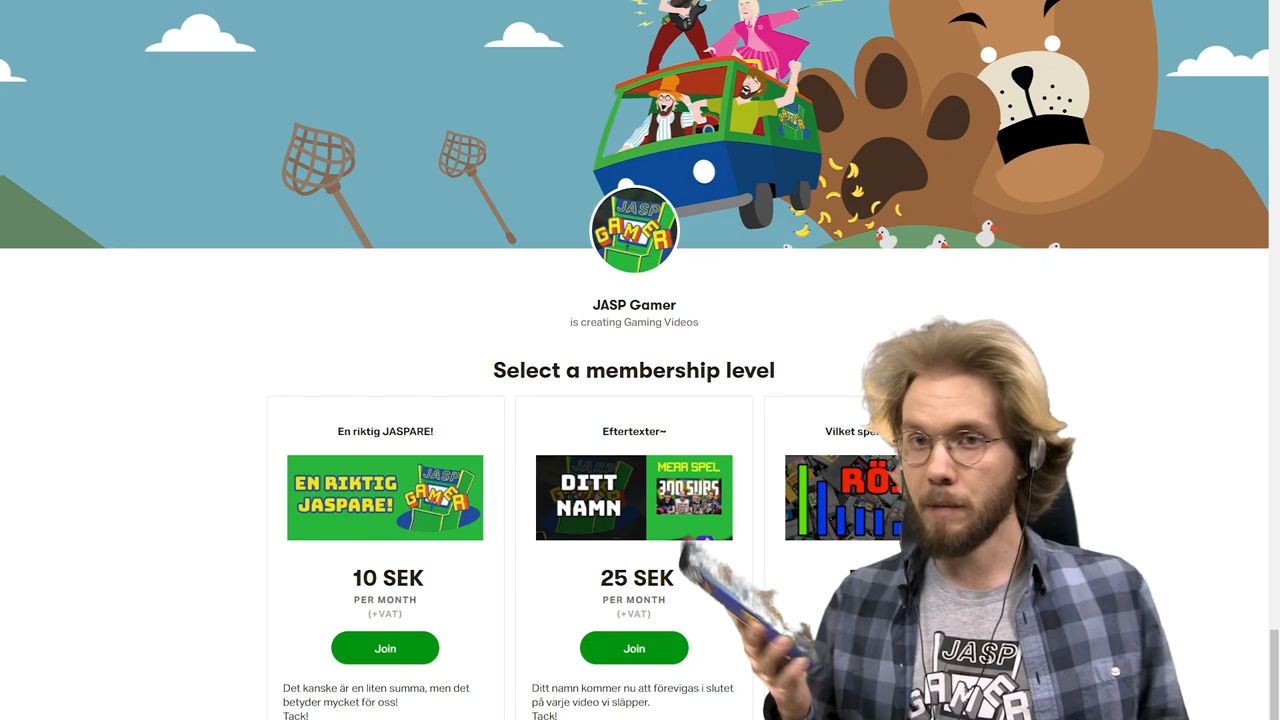 JASP
GAMER
JASP Gamer
is creating Gaming Videos
Select a membership level
En riktig JASPARE!
Eftertexter~
EN RIKTIG
JASPARE!
JASP
GAMER
DITT
NAMN
MERA SPEL
300 SUBS
10 SEK
PER MONTH
(+VAT)
Join
25 SEK
PER MONTH
(+VAT)
Join
Det kanske är en liten summa, men det
betyder mycket för oss!
Tack!
Ditt namn kommer nu att förevigas i slutet
på varje video vi släpper.
Tack!
Vilket
JASP
GAMER